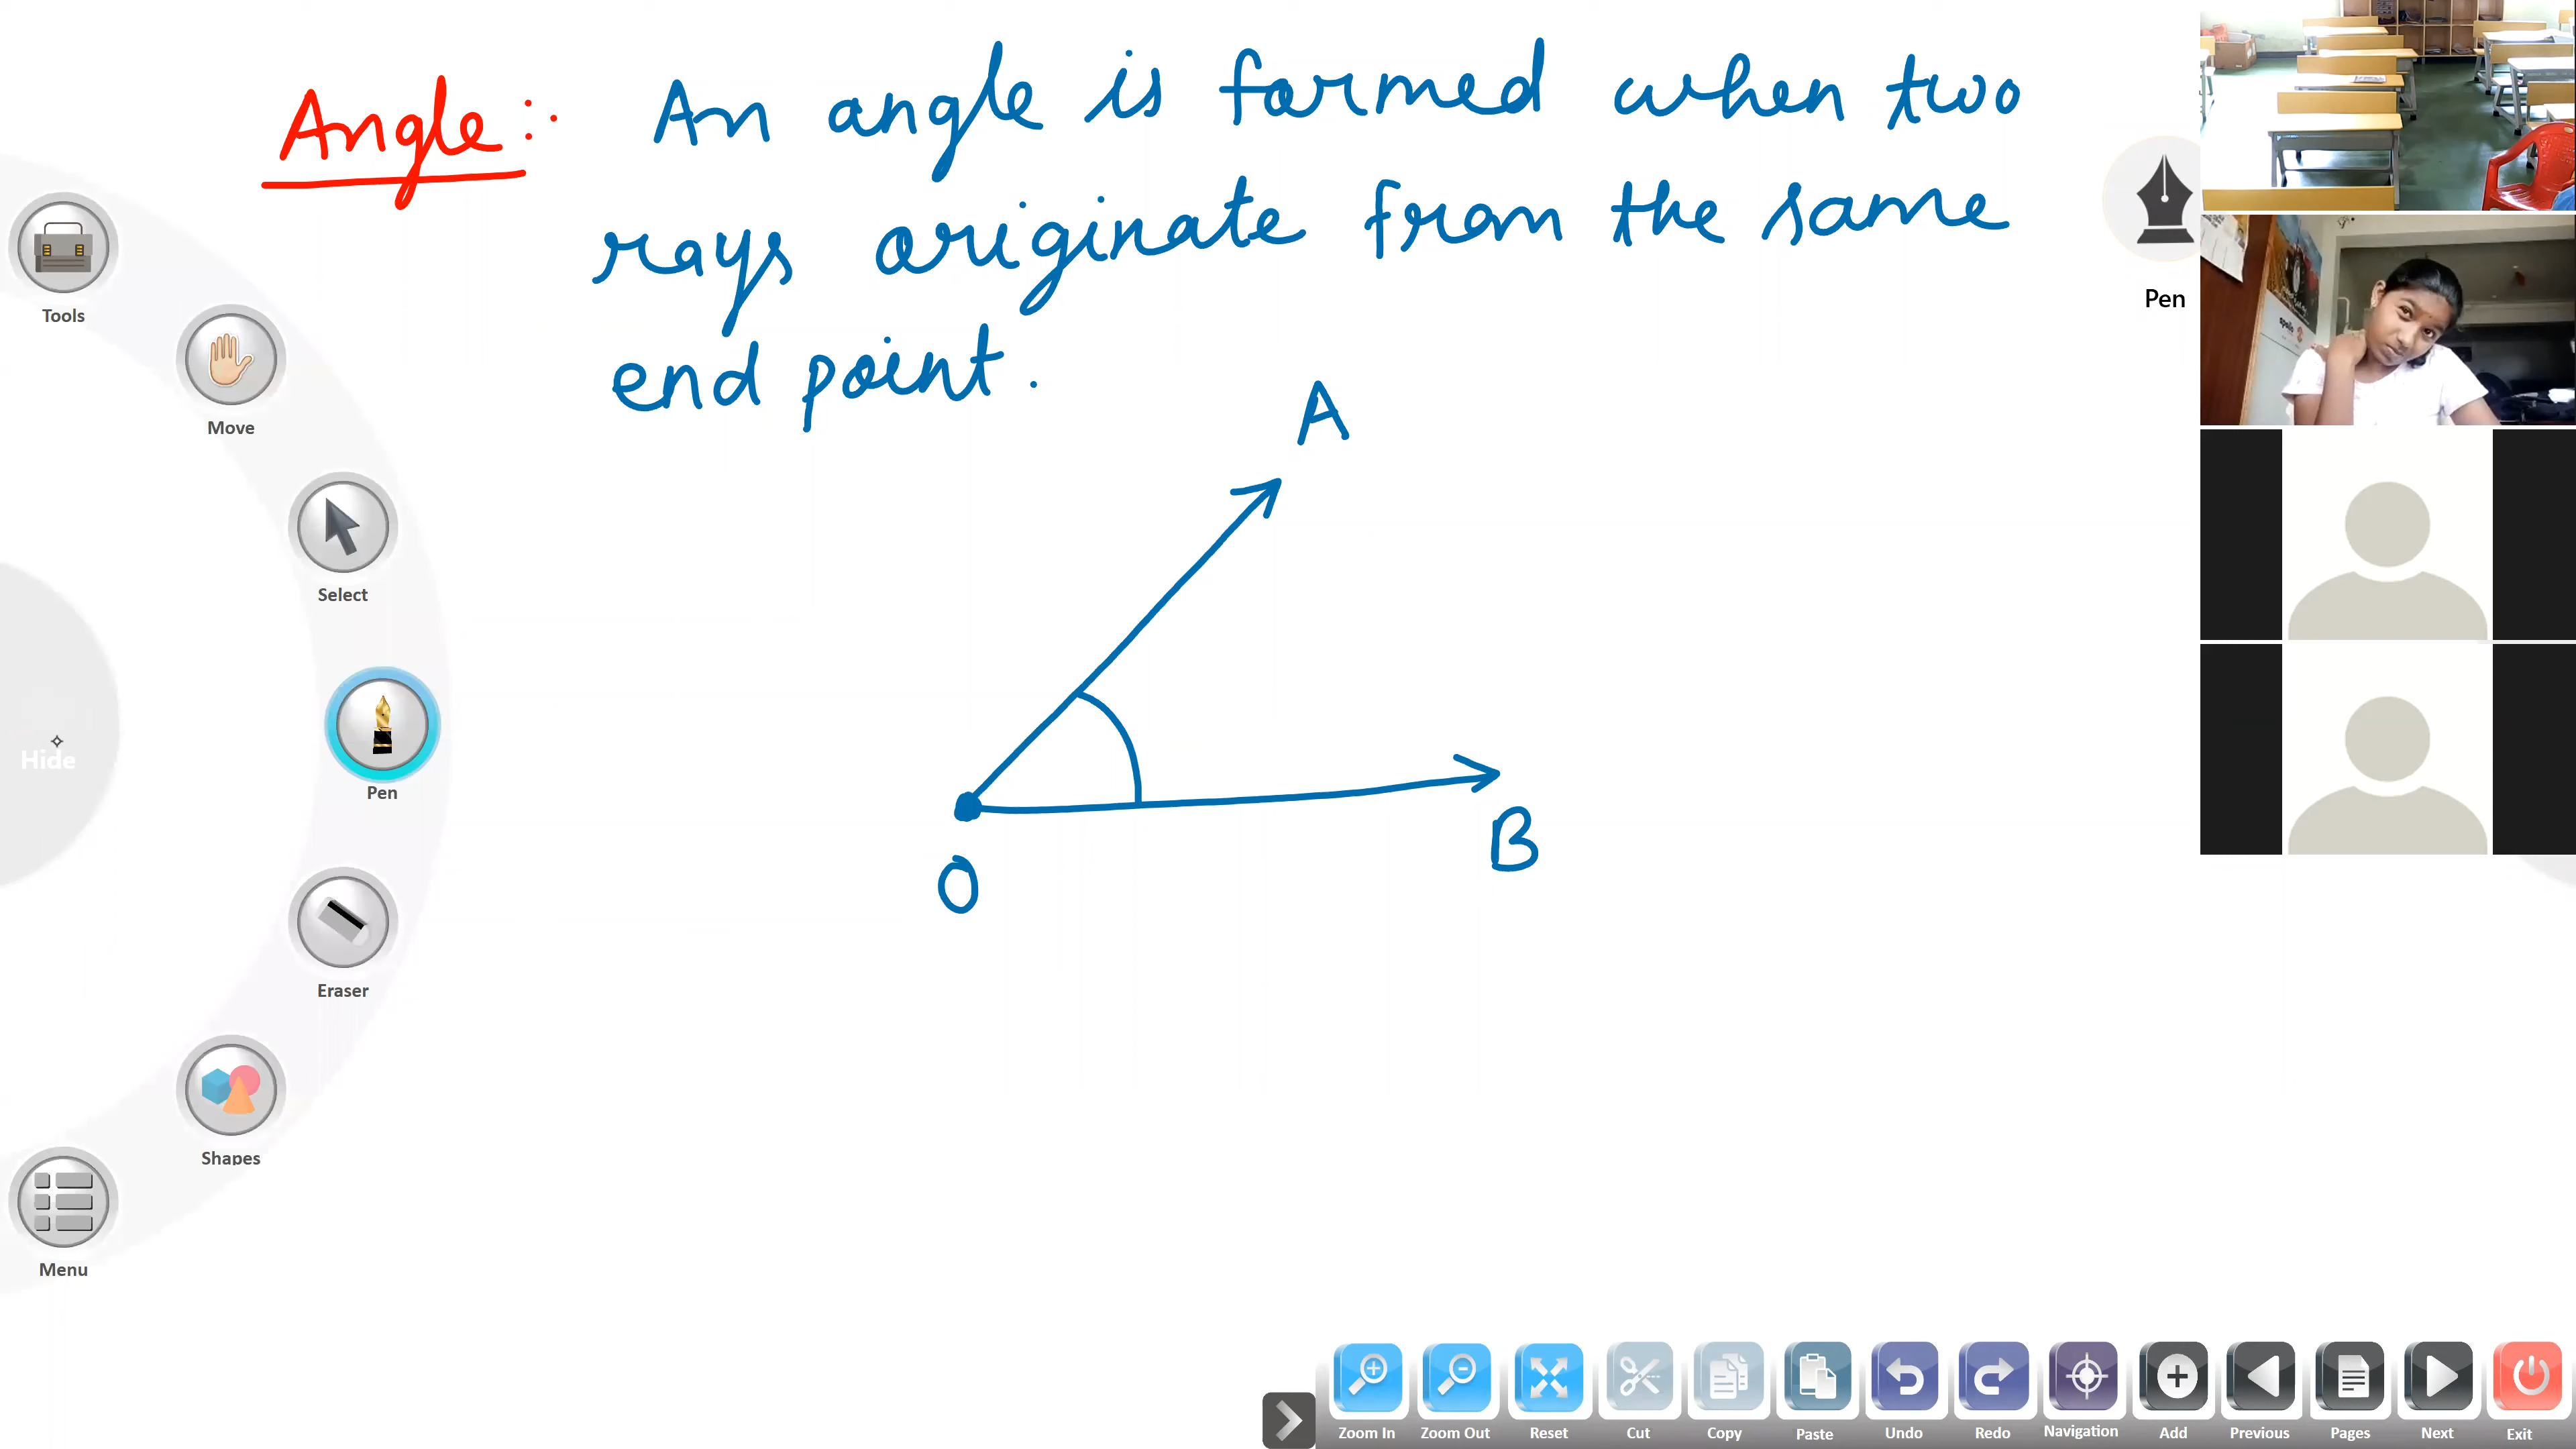 Angle :- An angle is formed when two
rays originate from the same
end point.
A
O
B
Tools
Move
Select
Hide
Pen
Eraser
Shapes
Menu
Pen
Zoom In
Zoom Out
Reset
Cut
Copy
Paste
Undo
Redo
Navigation
Add
Previous
Pages
Next
Exit